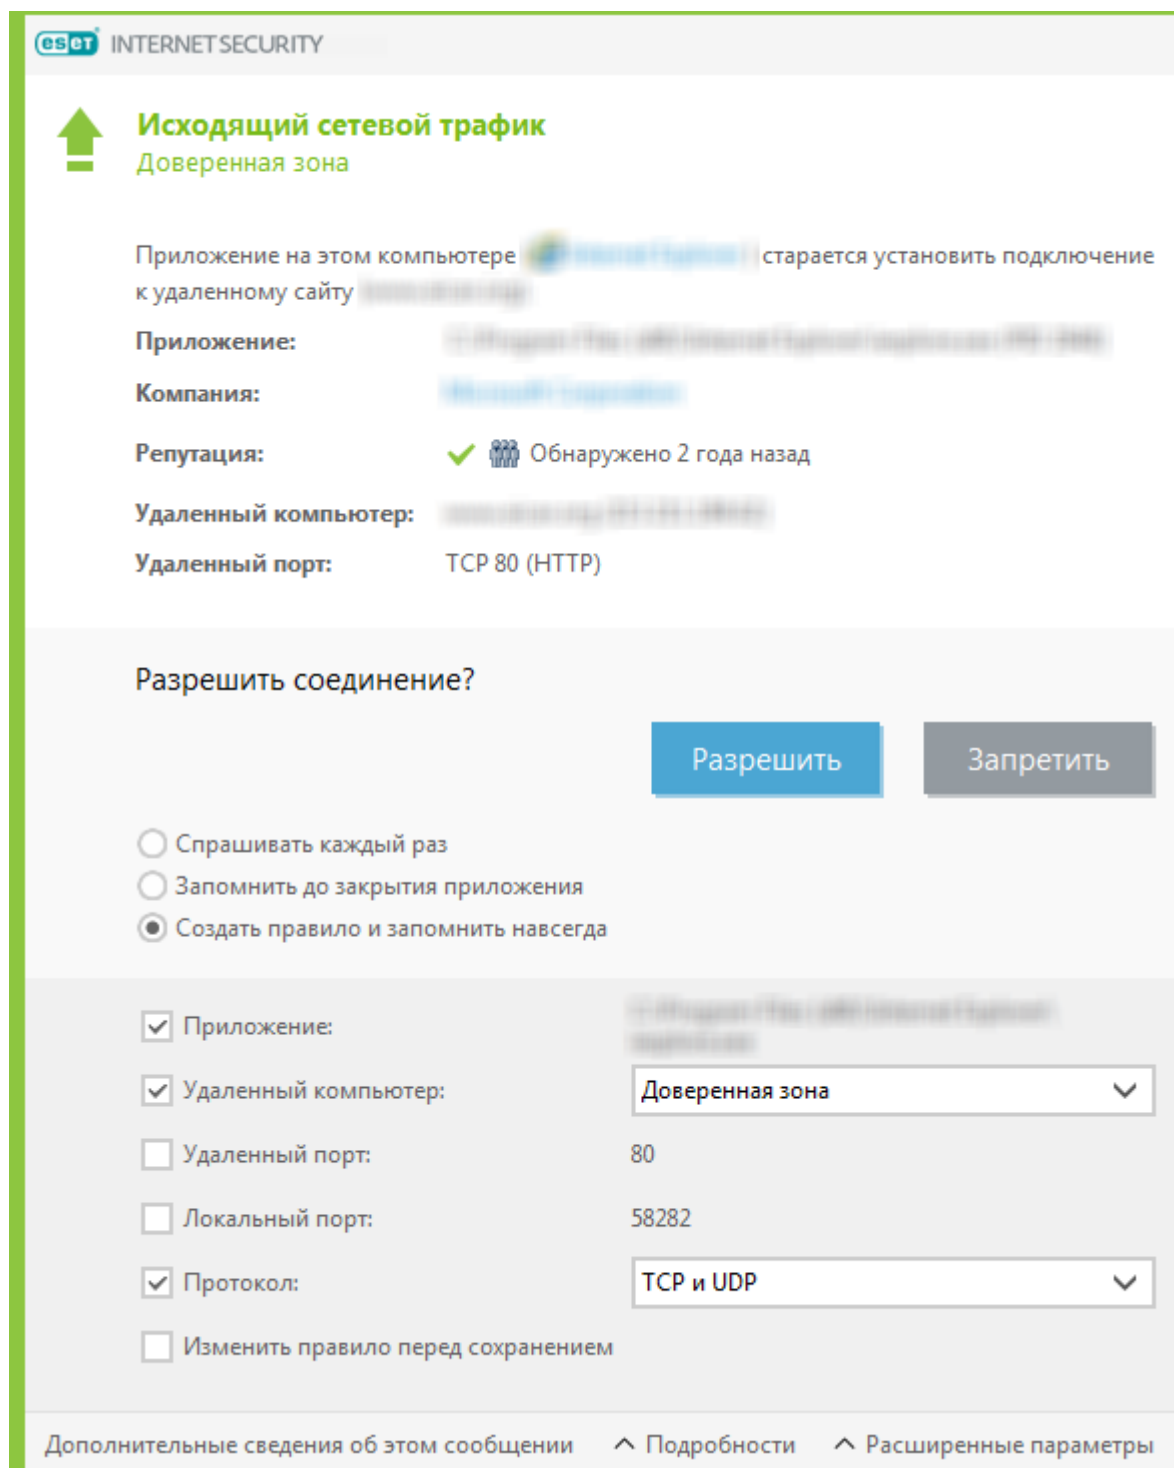 eset INTERNET SECURITY
Исходящий сетевой трафик
Доверенная зона
Приложение на этом компьютере старается установить подключение
к удаленному сайту
Приложение:
Компания:
Репутация: Обнаружено 2 года назад
Удаленный компьютер:
Удаленный порт: TCP 80 (HTTP)
Разрешить соединение?
Разрешить Запретить
Спрашивать каждый раз
Запомнить до закрытия приложения
Создать правило и запомнить навсегда
Приложение:
Удаленный компьютер: Доверенная зона
Удаленный порт: 80
Локальный порт: 58282
Протокол: TCP и UDP
Изменить правило перед сохранением
Дополнительные сведения об этом сообщении Подробности Расширенные параметры